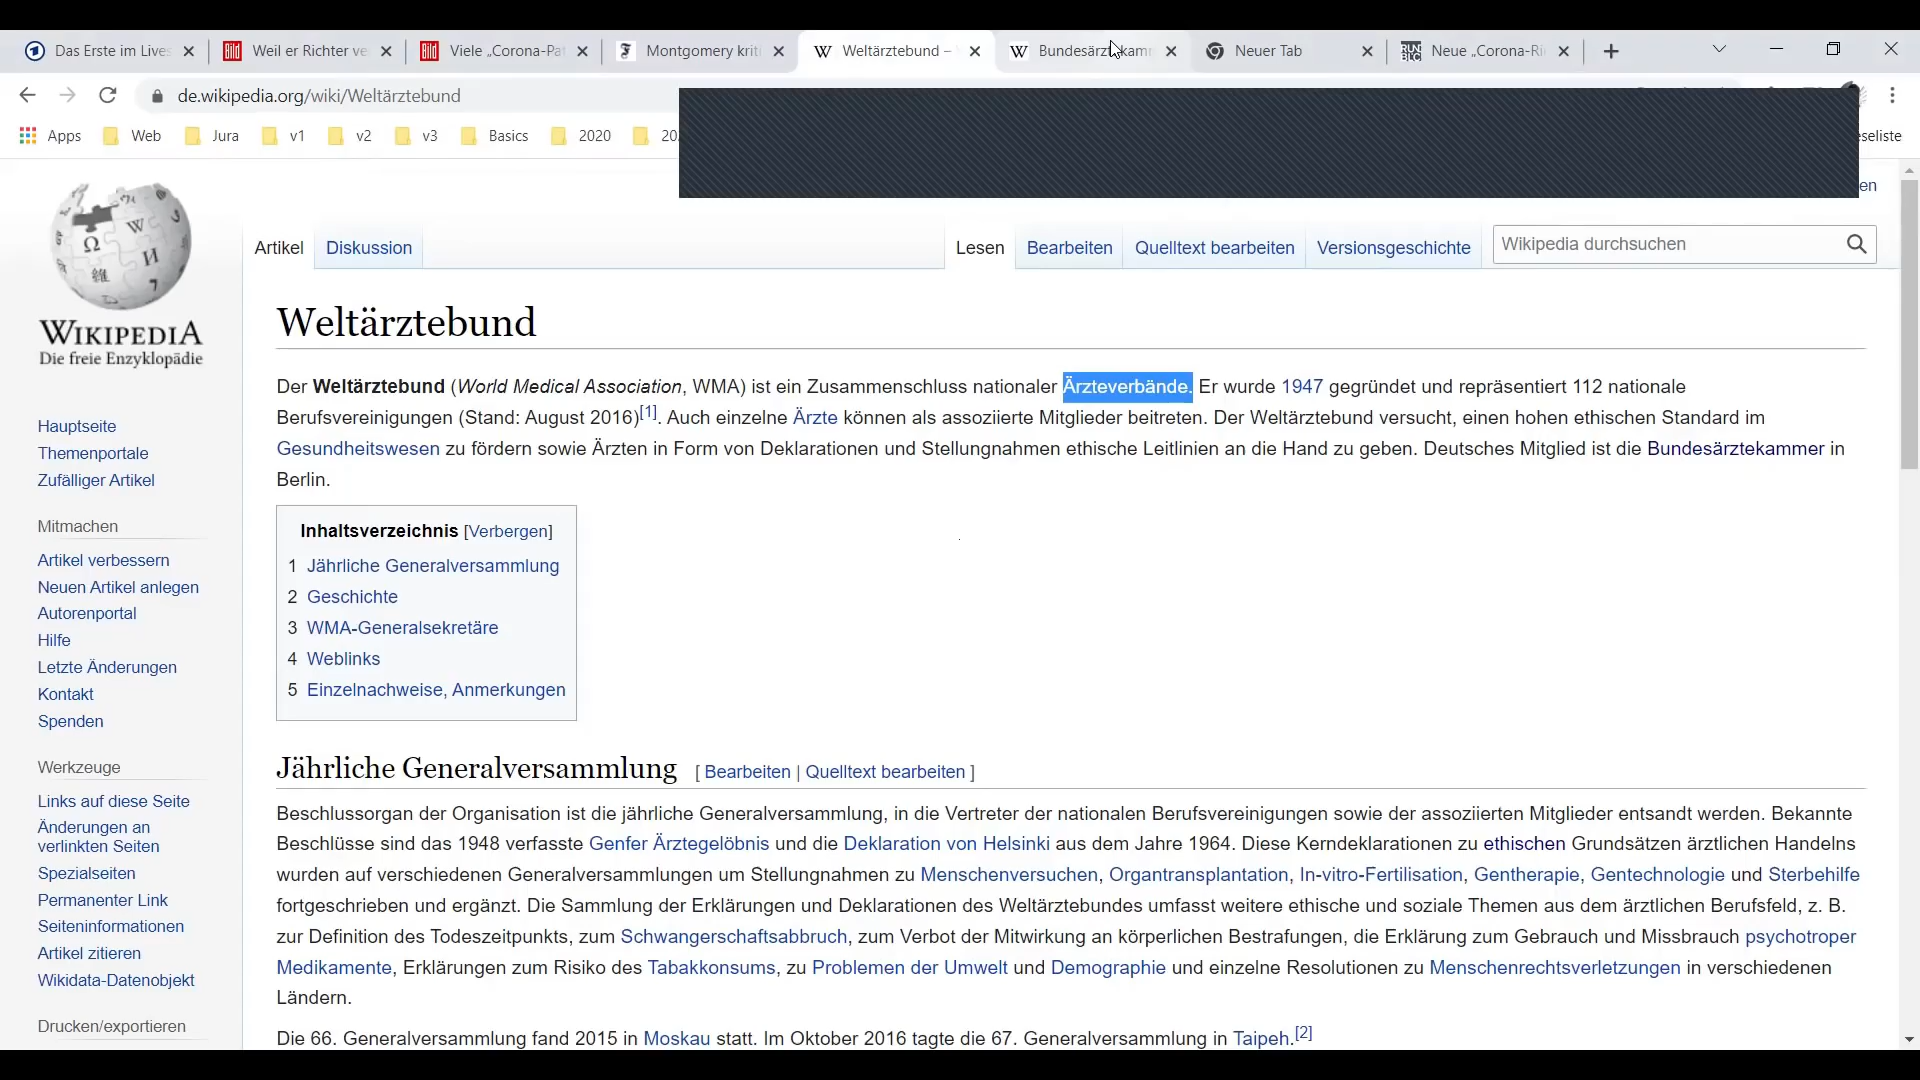 Das Erste im Lives
Bild
Weil er Richter ve
Bild
Viele „Corona-Pa
Montgomery krit
W
Weltärztebund –
W
Bundesärztekamm
Neuer Tab
Neue „Corona-Ri
de.wikipedia.org/wiki/Weltärztebund
Apps
Web
Jura
v1
v2
v3
Basics
2020
eseliste
en
WIKIPEDIA
Die freie Enzyklopädie
Artikel
Diskussion
Lesen
Bearbeiten
Quelltext bearbeiten
Versionsgeschichte
Wikipedia durchsuchen
Weltärztebund
Der Weltärztebund (World Medical Association, WMA) ist ein Zusammenschluss nationaler Ärzteverbände. Er wurde 1947 gegründet und repräsentiert 112 nationale
Berufsvereinigungen (Stand: August 2016)[1]. Auch einzelne Ärzte können als assoziierte Mitglieder beitreten. Der Weltärztebund versucht, einen hohen ethischen Standard im
Gesundheitswesen zu fördern sowie Ärzten in Form von Deklarationen und Stellungnahmen ethische Leitlinien an die Hand zu geben. Deutsches Mitglied ist die Bundesärztekammer in
Berlin.
Inhaltsverzeichnis [Verbergen]
1 Jährliche Generalversammlung
2 Geschichte
3 WMA-Generalsekretäre
4 Weblinks
5 Einzelnachweise, Anmerkungen
Jährliche Generalversammlung [ Bearbeiten | Quelltext bearbeiten ]
Beschlussorgan der Organisation ist die jährliche Generalversammlung, in die Vertreter der nationalen Berufsvereinigungen sowie der assoziierten Mitglieder entsandt werden. Bekannte
Beschlüsse sind das 1948 verfasste Genfer Ärztegelöbnis und die Deklaration von Helsinki aus dem Jahre 1964. Diese Kerndeklarationen zu ethischen Grundsätzen ärztlichen Handelns
wurden auf verschiedenen Generalversammlungen um Stellungnahmen zu Menschenversuchen, Organtransplantation, In-vitro-Fertilisation, Gentherapie, Gentechnologie und Sterbehilfe
fortgeschrieben und ergänzt. Die Sammlung der Erklärungen und Deklarationen des Weltärztebundes umfasst weitere ethische und soziale Themen aus dem ärztlichen Berufsfeld, z. B.
zur Definition des Todeszeitpunkts, zum Schwangerschaftsabbruch, zum Verbot der Mitwirkung an körperlichen Bestrafungen, die Erklärung zum Gebrauch und Missbrauch psychotroper
Medikamente, Erklärungen zum Risiko des Tabakkonsums, zu Problemen der Umwelt und Demographie und einzelne Resolutionen zu Menschenrechtsverletzungen in verschiedenen
Ländern.
Die 66. Generalversammlung fand 2015 in Moskau statt. Im Oktober 2016 tagte die 67. Generalversammlung in Taipeh.[2]
Hauptseite
Themenportale
Zufälliger Artikel
Mitmachen
Artikel verbessern
Neuen Artikel anlegen
Autorenportal
Hilfe
Letzte Änderungen
Kontakt
Spenden
Werkzeuge
Links auf diese Seite
Änderungen an
verlinkten Seiten
Spezialseiten
Permanenter Link
Seiteninformationen
Artikel zitieren
Wikidata-Datenobjekt
Drucken/exportieren